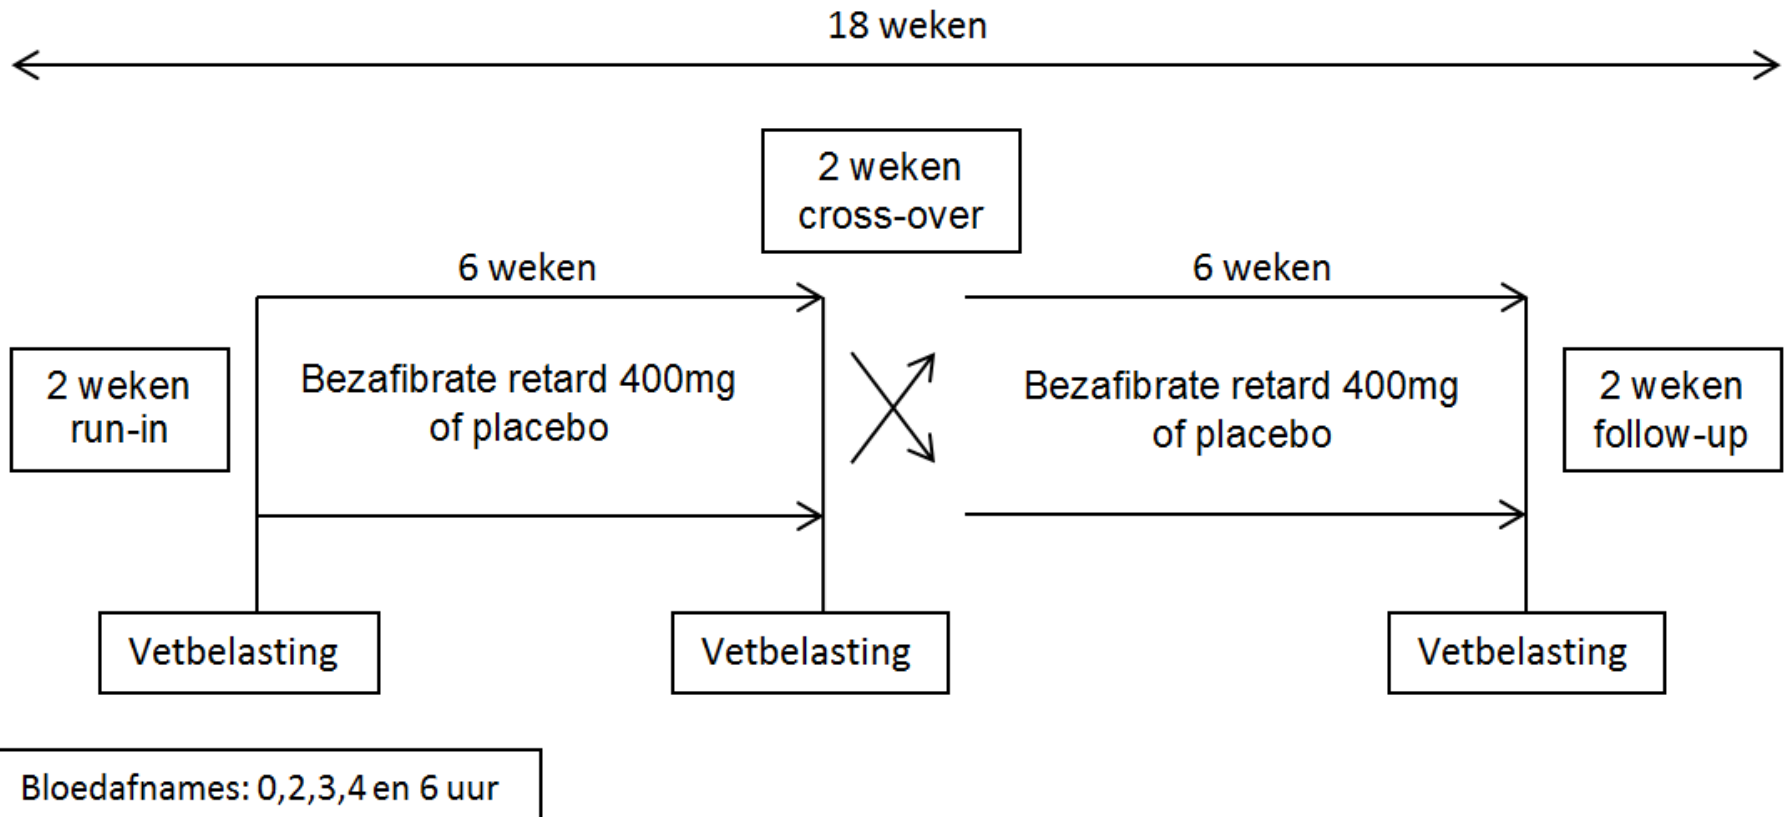 18 weken
2 weken
cross-over
6 weken
6 weken
2 weken
run-in
Bezafibrate retard 400mg
of placebo
Bezafibrate retard 400mg
of placebo
2 weken
follow-up
Vetbelasting
Vetbelasting
Vetbelasting
Bloedafnames: 0,2,3,4 en 6 uur